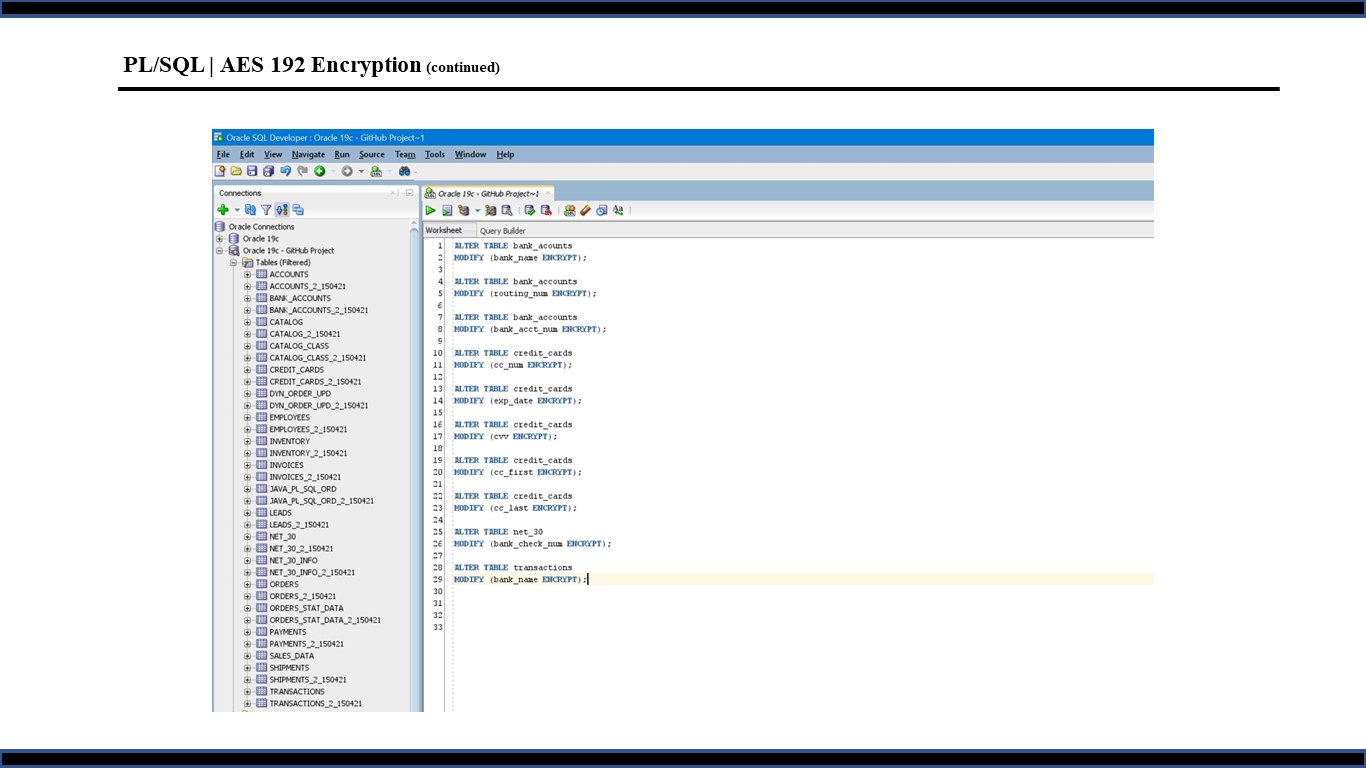 PL/SQL | AES 192 Encryption (continued)
Oracle SQL Developer : Oracle 19c - GitHub Project~1
File Edit View Navigate Run Source Team Tools Window Help
Connections
Oracle Connections
Oracle 19c
Oracle 19c - GitHub Project
Tables (Filtered)
ACCOUNTS
ACCOUNTS_2_150421
BANK_ACCOUNTS
BANK_ACCOUNTS_2_150421
CATALOG
CATALOG_2_150421
CATALOG_CLASS
CATALOG_CLASS_2_150421
CREDIT_CARDS
CREDIT_CARDS_2_150421
DYN_ORDER_UPD
DYN_ORDER_UPD_2_150421
EMPLOYEES
EMPLOYEES_2_150421
INVENTORY
INVENTORY_2_150421
INVOICES
INVOICES_2_150421
JAVA_PL_SQL_ORD
JAVA_PL_SQL_ORD_2_150421
LEADS
LEADS_2_150421
NET_30
NET_30_2_150421
NET_30_INFO
NET_30_INFO_2_150421
ORDERS
ORDERS_2_150421
ORDERS_STAT_DATA
ORDERS_STAT_DATA_2_150421
PAYMENTS
PAYMENTS_2_150421
SALES_DATA
SHIPMENTS
SHIPMENTS_2_150421
TRANSACTIONS
TRANSACTIONS_2_150421
Oracle 19c - GitHub Project~1
Worksheet Query Builder
1 ALTER TABLE bank_acounts
2 MODIFY (bank_name ENCRYPT);
3
4 ALTER TABLE bank_accounts
5 MODIFY (routing_num ENCRYPT);
6
7 ALTER TABLE bank_accounts
8 MODIFY (bank_acct_num ENCRYPT);
9
10 ALTER TABLE credit_cards
11 MODIFY (cc_num ENCRYPT);
12
13 ALTER TABLE credit_cards
14 MODIFY (exp_date ENCRYPT);
15
16 ALTER TABLE credit_cards
17 MODIFY (cvv ENCRYPT);
18
19 ALTER TABLE credit_cards
20 MODIFY (cc_first ENCRYPT);
21
22 ALTER TABLE credit_cards
23 MODIFY (cc_last ENCRYPT);
24
25 ALTER TABLE net_30
26 MODIFY (bank_check_num ENCRYPT);
27
28 ALTER TABLE transactions
29 MODIFY (bank_name ENCRYPT);
30
31
32
33